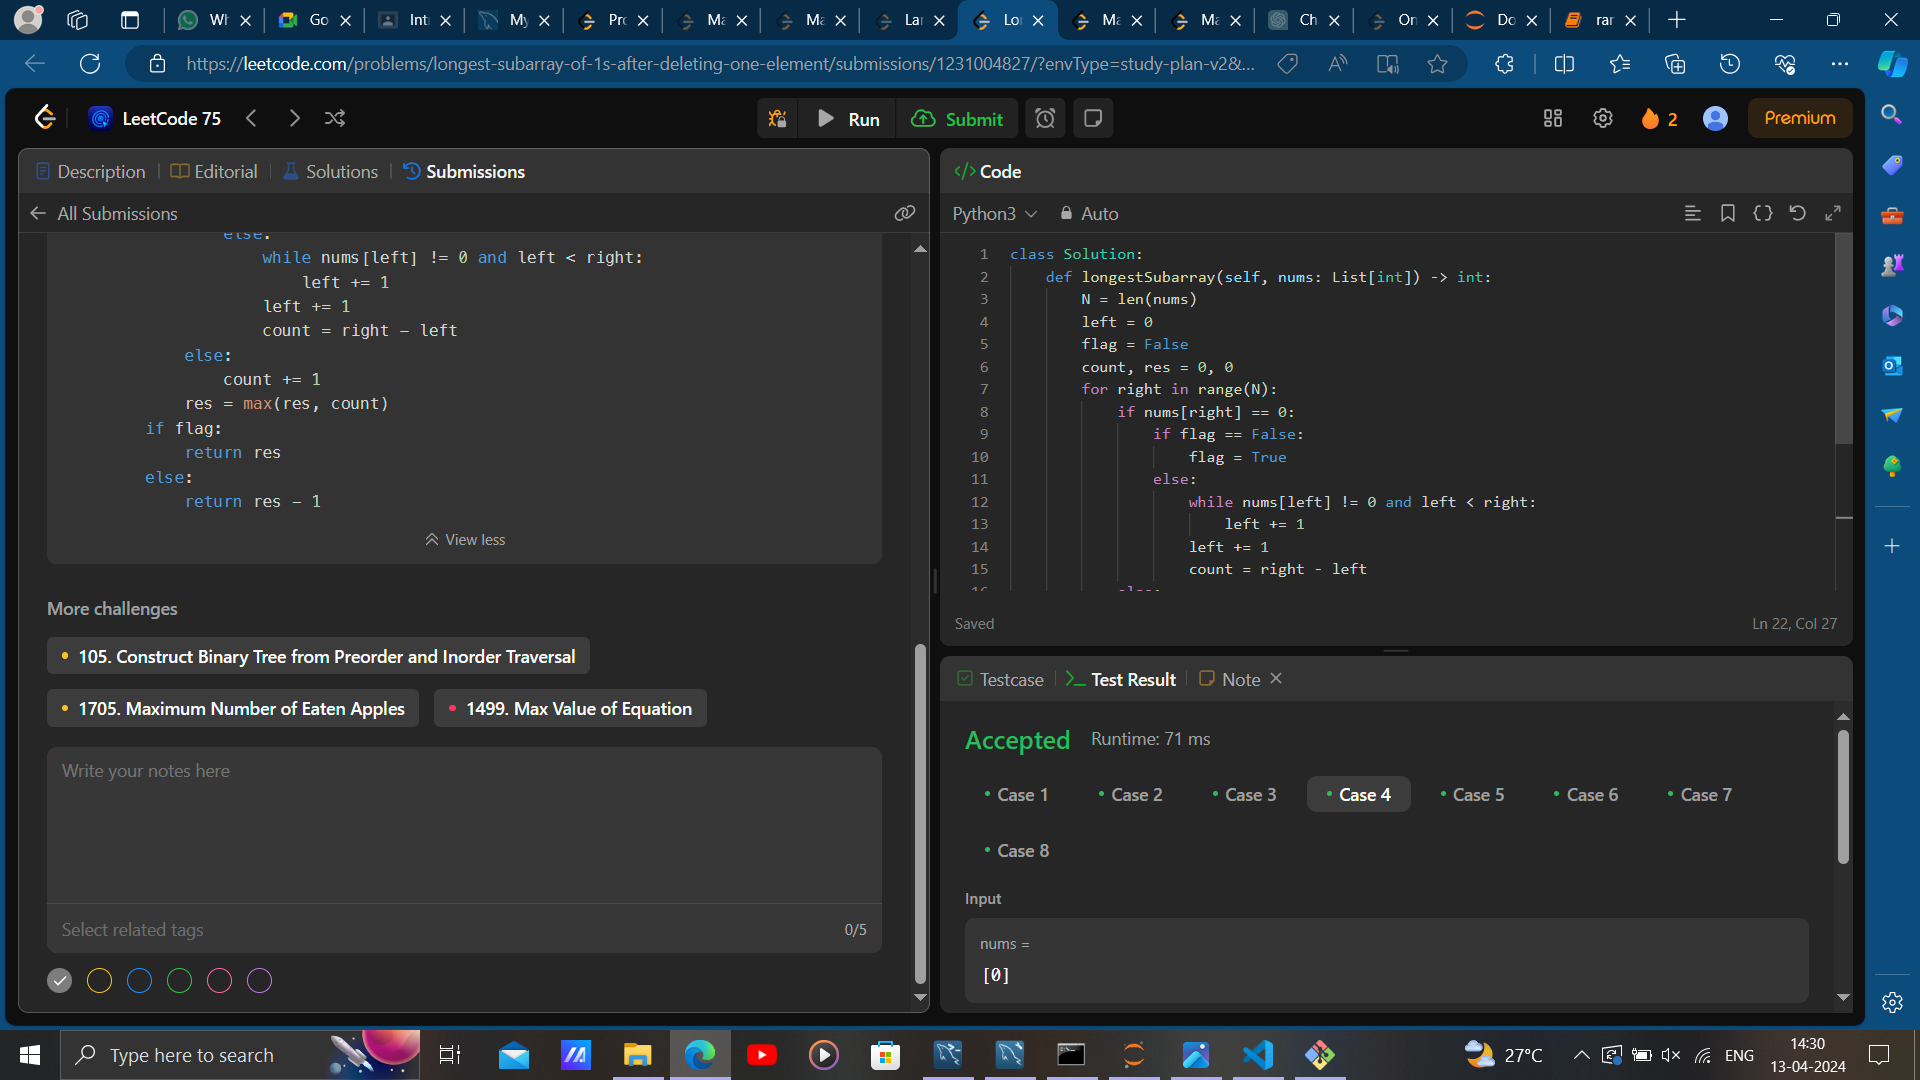 Wh
Go
Int
My
Pro
Ma
Ma
Lar
Lo
Ma
Ma
Ch
On
Do
rar
https://leetcode.com/problems/longest-subarray-of-1s-after-deleting-one-element/submissions/1231004827/?envType=study-plan-v2&...
LeetCode 75
Run
Submit
2
Premium
Description
Editorial
Solutions
Submissions
All Submissions
else:
while nums[left] != 0 and left < right:
left += 1
left += 1
count = right - left
else:
count += 1
res = max(res, count)
if flag:
return res
else:
return res - 1
View less
More challenges
105. Construct Binary Tree from Preorder and Inorder Traversal
1705. Maximum Number of Eaten Apples
1499. Max Value of Equation
Write your notes here
Select related tags
0/5
Code
Python3
Auto
1 class Solution:
2 def longestSubarray(self, nums: List[int]) -> int:
3 N = len(nums)
4 left = 0
5 flag = False
6 count, res = 0, 0
7 for right in range(N):
8 if nums[right] == 0:
9 if flag == False:
10 flag = True
11 else:
12 while nums[left] != 0 and left < right:
13 left += 1
14 left += 1
15 count = right - left
16 else:
Saved
Ln 22, Col 27
Testcase
Test Result
Note
Accepted
Runtime: 71 ms
Case 1
Case 2
Case 3
Case 4
Case 5
Case 6
Case 7
Case 8
Input
nums =
[0]
Type here to search
27°C
ENG
14:30
13-04-2024